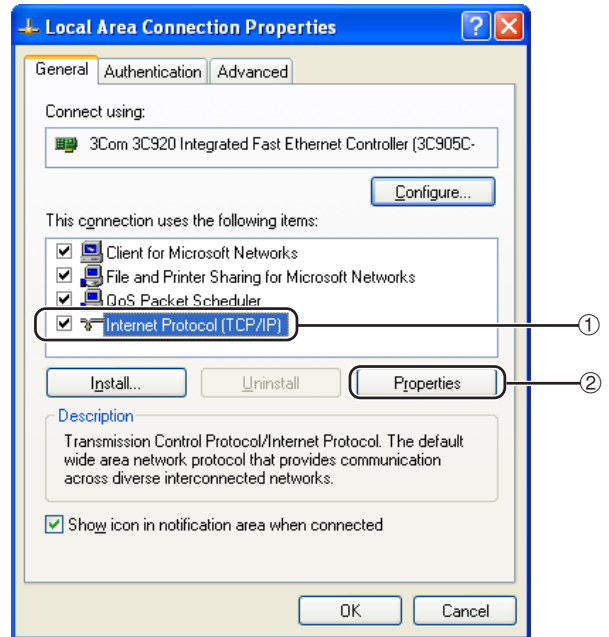 Local Area Connection Properties
General Authentication Advanced
Connect using:
3Com 3C920 Integrated Fast Ethernet Controller (3C905C-
Configure...
This connection uses the following items:
Client for Microsoft Networks
File and Printer Sharing for Microsoft Networks
QoS Packet Scheduler
Internet Protocol (TCP/IP)
①
Install... Uninstall Properties
②
Description
Transmission Control Protocol/Internet Protocol. The default
wide area network protocol that provides communication
across diverse interconnected networks.
Show icon in notification area when connected
OK Cancel